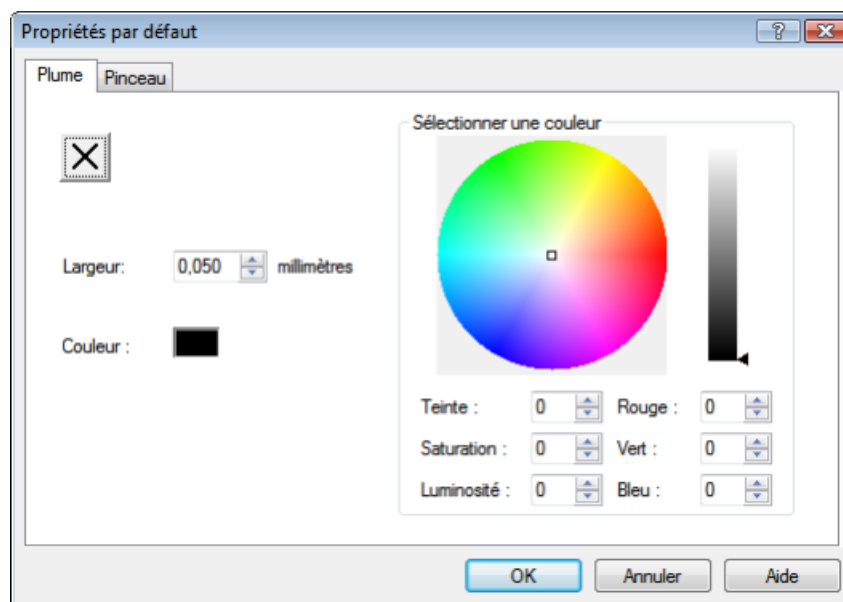 Propriétés par défaut
Plume Pinceau
Sélectionner une couleur
Largeur: 0,050 millimètres
Couleur :
Teinte : 0 Rouge : 0
Saturation : 0 Vert : 0
Luminosité : 0 Bleu : 0
OK Annuler Aide